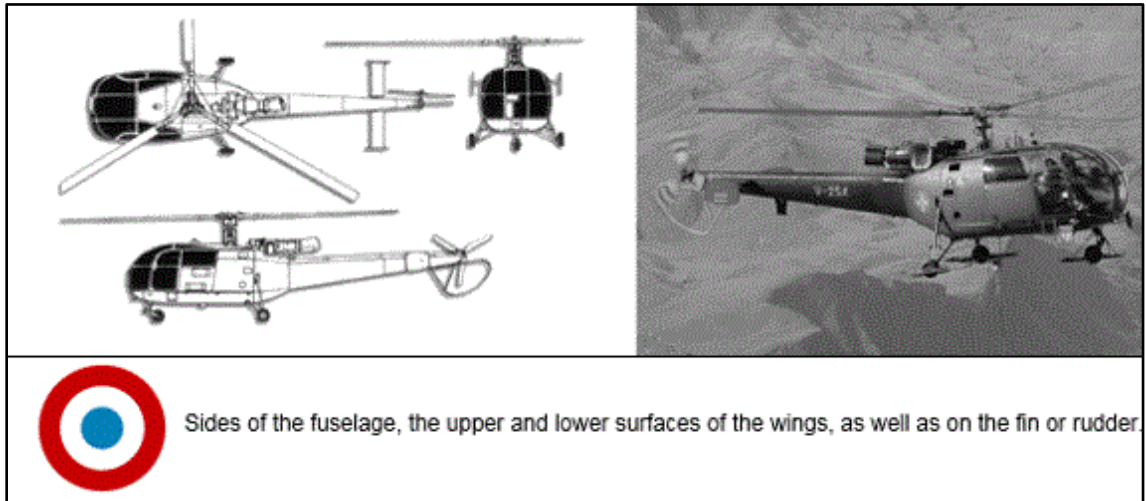 V-254
Sides of the fuselage, the upper and lower surfaces of the wings, as well as on the fin or rudder.